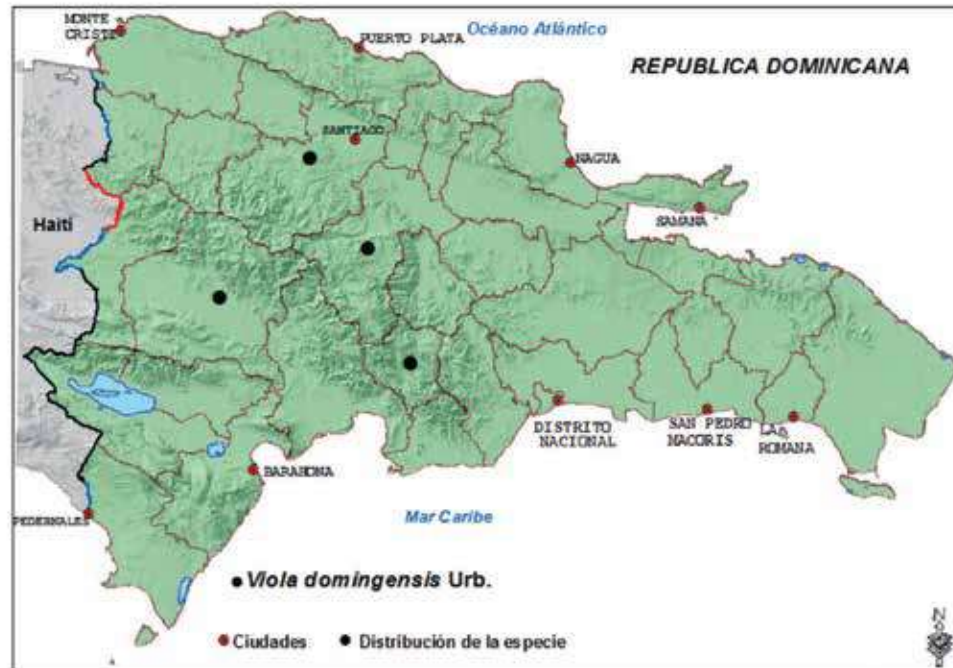 MONTE
CRISTI
Océano Atlántico
PUERTO PLATA
REPUBLICA DOMINICANA
SANTIAGO
NAGUA
Haití
SAMANA
DISTRITO
NACIONAL
SAN PEDRO
MACORIS
LA
ROMANA
BARAHONA
PEDERNALES
Mar Caribe
Viola domingensis Urb.
Ciudades
Distribución de la especie